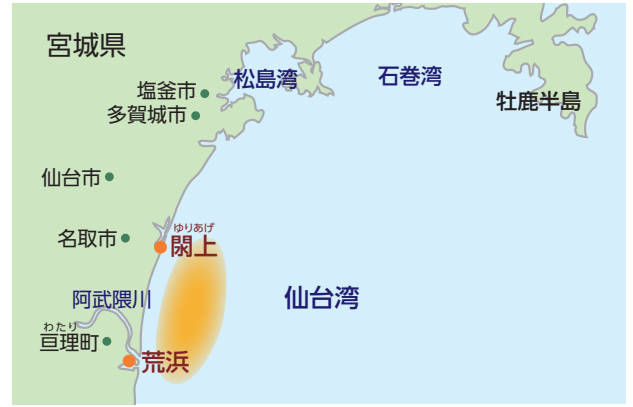 宮城県
松島湾
石巻湾
塩釜市
多賀城市
牡鹿半島
仙台市
名取市
ゆりあげ
閖上
仙台湾
阿武隈川
わたり
亘理町
荒浜